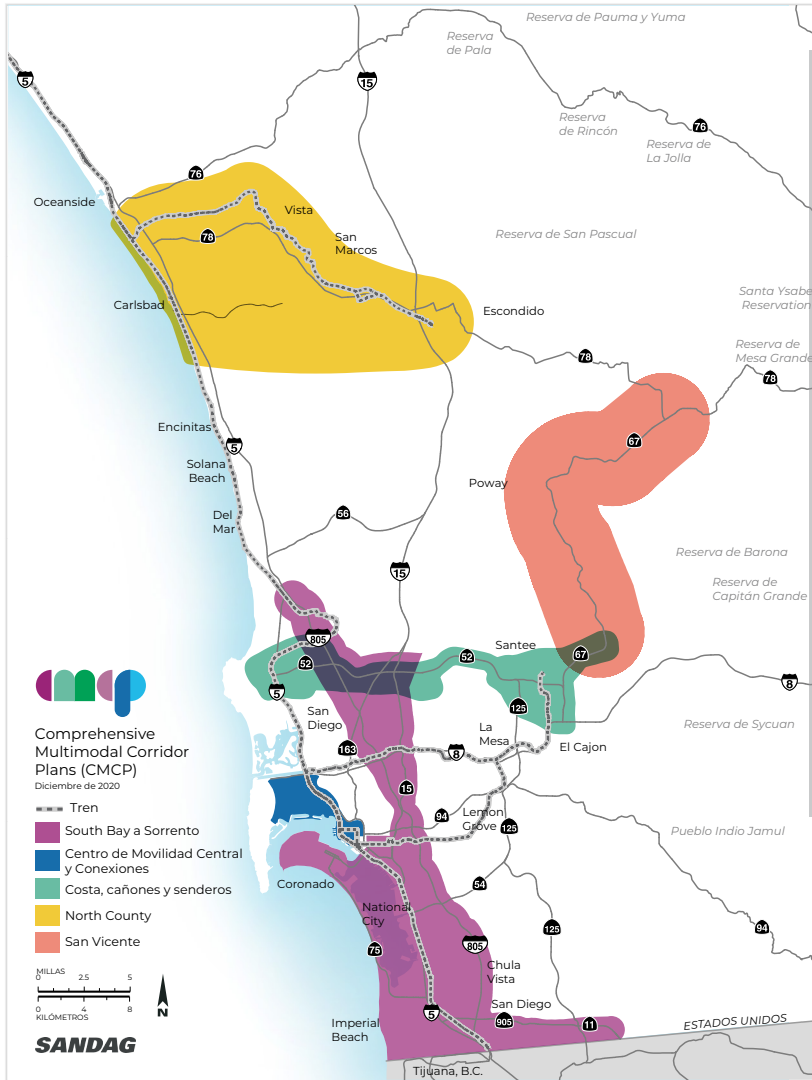 Reserva de Pauma y Yuma
Reserva
de Pala
5
15
Reserva
de Rincón
76
Reserva de
La Jolla
76
Oceanside
Vista
78
San
Marcos
Reserva de San Pascual
Santa Ysabe
Reservation
Carlsbad
Escondido
Reserva de
Mesa Grande
78
78
Encinitas
5
67
Solana
Beach
Poway
Del
Mar
56
15
Reserva de Barona
Reserva de
Capitán Grande
805
Santee
52
52
67
5
8
125
San
Diego
La
Mesa
Reserva de Sycuan
163
8
El Cajon
cmcp
Comprehensive
Multimodal Corridor
Plans (CMCP)
Diciembre de 2020
Tren
South Bay a Sorrento
Centro de Movilidad Central
y Conexiones
Costa, cañones y senderos
North County
San Vicente
15
94
Lemon
Grove
125
Pueblo Indio Jamul
Coronado
54
National
City
125
94
75
805
Chula
Vista
San Diego
5
905
11
Imperial
Beach
ESTADOS UNIDOS
Tijuana, B.C.
MILLAS
0 2.5 5
0 4 8
KILÓMETROS
N
SANDAG